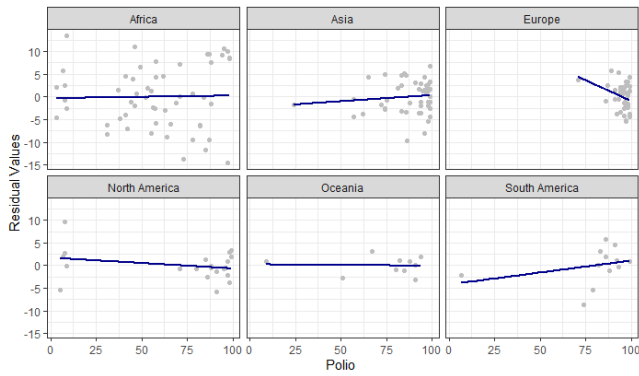 Africa Asia Europe
10
5
0
-5
-10
-15
North America Oceania South America
10
5
0
-5
-10
-15
0 25 50 75 100 0 25 50 75 100 0 25 50 75 100
Polio
Residual Values